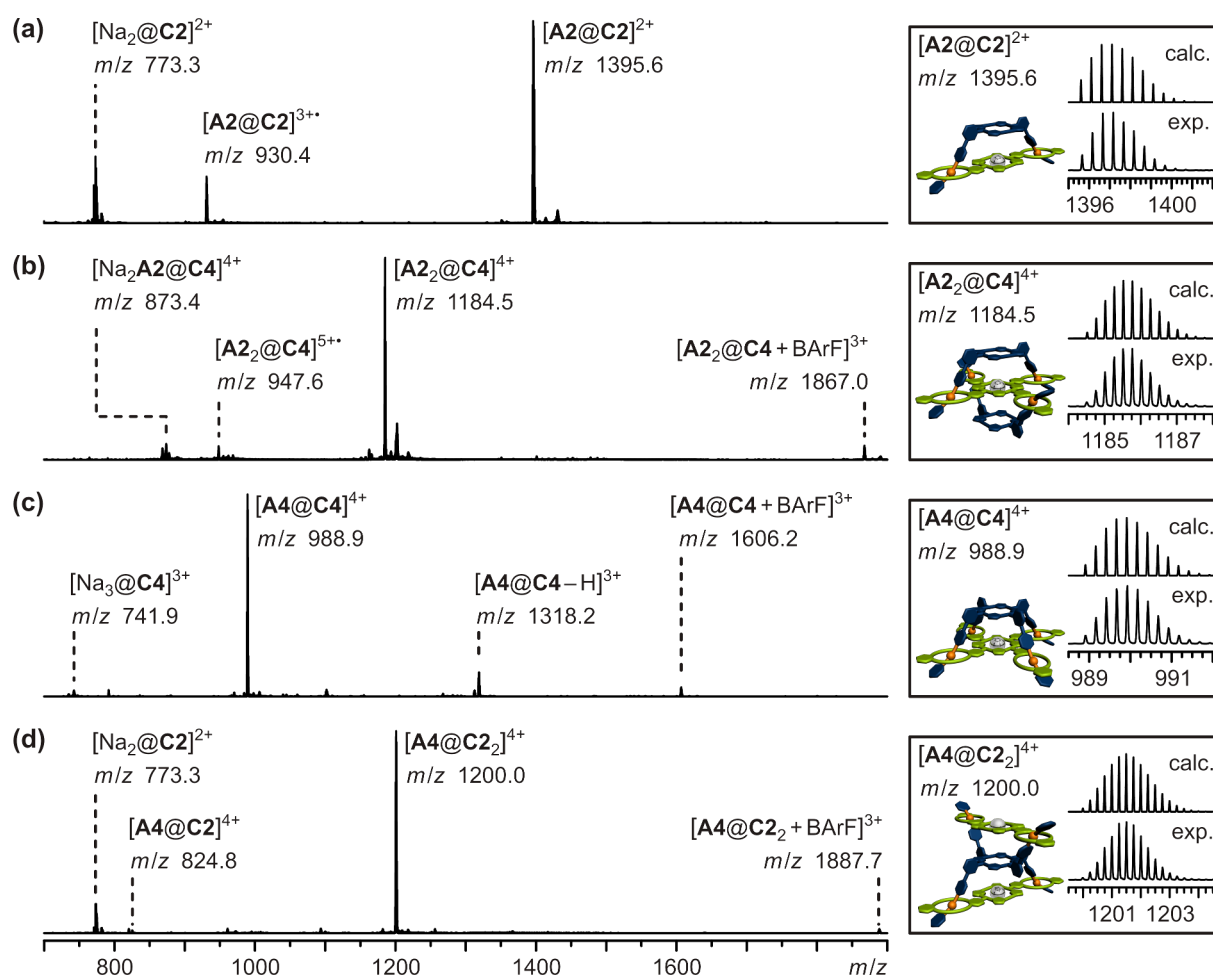 (a)
[Na₂@C2]²⁺
m/z 773.3
[A2@C2]³⁺•
m/z 930.4
[A2@C2]²⁺
m/z 1395.6
[A2@C2]²⁺
m/z 1395.6
calc.
exp.
1396 1400
(b)
[Na₂A2@C4]⁴⁺
m/z 873.4
[A2₂@C4]⁵⁺•
m/z 947.6
[A2₂@C4]⁴⁺
m/z 1184.5
[A2₂@C4 + BArF]³⁺
m/z 1867.0
[A2₂@C4]⁴⁺
m/z 1184.5
calc.
exp.
1185 1187
(c)
[Na₃@C4]³⁺
m/z 741.9
[A4@C4]⁴⁺
m/z 988.9
[A4@C4–H]³⁺
m/z 1318.2
[A4@C4 + BArF]³⁺
m/z 1606.2
[A4@C4]⁴⁺
m/z 988.9
calc.
exp.
989 991
(d)
[Na₂@C2]²⁺
m/z 773.3
[A4@C2]⁴⁺
m/z 824.8
[A4@C2₂]⁴⁺
m/z 1200.0
[A4@C2₂ + BArF]³⁺
m/z 1887.7
[A4@C2₂]⁴⁺
m/z 1200.0
calc.
exp.
1201 1203
800 1000 1200 1400 1600 m/z